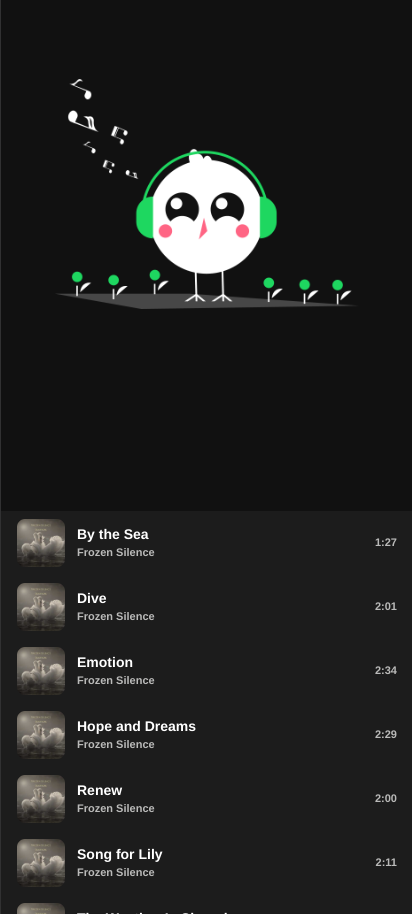 By the Sea
Frozen Silence
1:27
Dive
Frozen Silence
2:01
Emotion
Frozen Silence
2:34
Hope and Dreams
Frozen Silence
2:29
Renew
Frozen Silence
2:00
Song for Lily
Frozen Silence
2:11